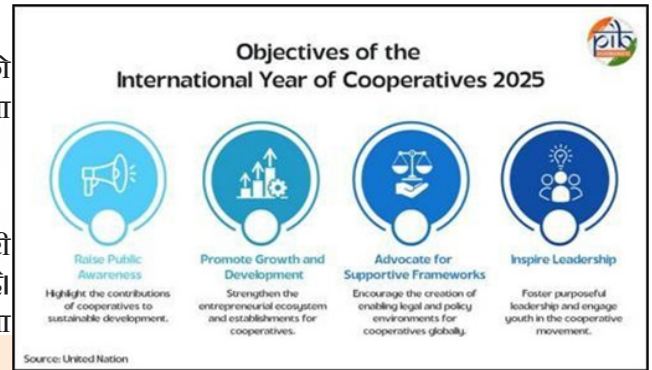 pib
Objectives of the
International Year of Cooperatives 2025
Raise Public
Awareness
Highlight the contributions
of cooperatives to
sustainable development.
Promote Growth and
Development
Strengthen the
entrepreneurial ecosystem
and establishments for
cooperatives.
Advocate for
Supportive Frameworks
Encourage the creation of
enabling legal and policy
environments for
cooperatives globally.
Inspire Leadership
Foster purposeful
leadership and engage
youth in the cooperative
movement.
Source: United Nation